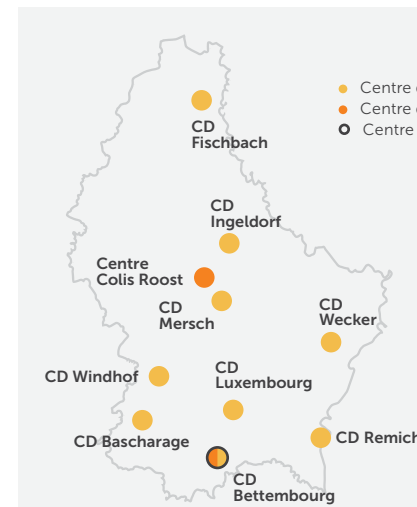 CD
Fischbach
Centre
Centre
Centre
CD
Ingeldorf
Centre
Colis Roost
CD
Mersch
CD
Wecker
CD Windhof
CD
Luxembourg
CD Bascharage
CD Remich
CD
Bettembourg